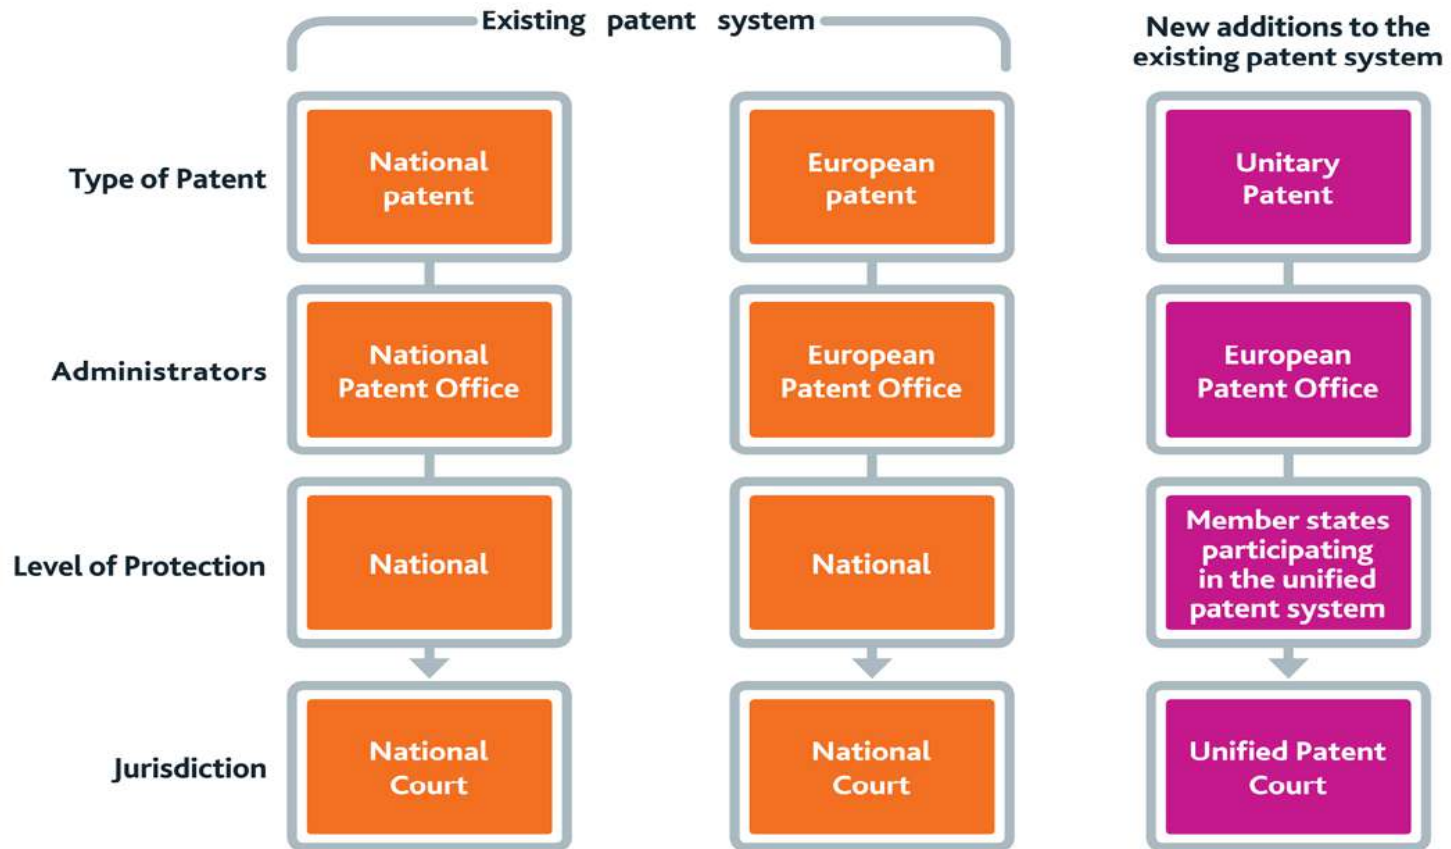 Existing patent system
New additions to the
existing patent system
Type of Patent
National
patent
European
patent
Unitary
Patent
Administrators
National
Patent Office
European
Patent Office
European
Patent Office
Level of Protection
National
National
Member states
participating
in the unified
patent system
Jurisdiction
National
Court
National
Court
Unified Patent
Court